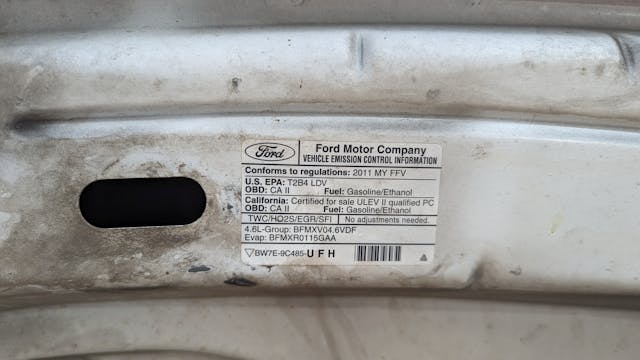 Ford
Ford Motor Company
VEHICLE EMISSION CONTROL INFORMATION
Conforms to regulations: 2011 MY FFV
U.S. EPA: T2B4 LDV
OBD: CA II Fuel: Gasoline/Ethanol
California: Certified for sale ULEV II qualified PC
OBD: CA II Fuel: Gasoline/Ethanol
TWC/HO2S/EGR/SFI No adjustments needed.
4.6L-Group: BFMXV04.6VDF
Evap: BFMXR0115GAA
BW7E-9C485-UFH